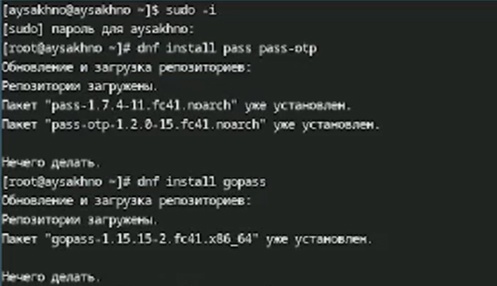 [aysakhno@aysakhno ~]$ sudo -i
[sudo] пароль для aysakhno:
[root@aysakhno ~]# dnf install pass pass-otp
Обновление и загрузка репозиториев:
Репозитории загружены.
Пакет "pass-1.7.4-11.fc41.noarch" уже установлен.
Пакет "pass-otp-1.2.0-15.fc41.noarch" уже установлен.
Нечего делать.
[root@aysakhno ~]# dnf install gopass
Обновление и загрузка репозиториев:
Репозитории загружены.
Пакет "gopass-1.15.15-2.fc41.x86_64" уже установлен.
Нечего делать.